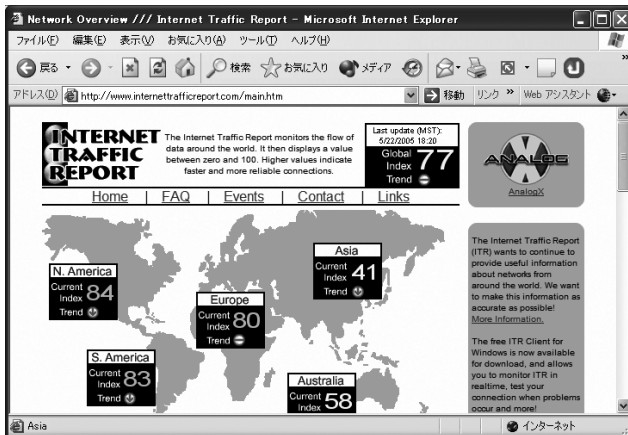 Network Overview /// Internet Traffic Report - Microsoft Internet Explorer
ファイル(F) 編集(E) 表示(V) お気に入り(A) ツール(T) ヘルプ(H)
戻る 検索 お気に入り メディア
アドレス(D) http://www.internettrafficreport.com/main.htm 移動 リンク » Web アシスタント
INTERNET
TRAFFIC
REPORT
The Internet Traffic Report monitors the flow of
data around the world. It then displays a value
between zero and 100. Higher values indicate
faster and more reliable connections.
Last update (MST):
5/22/2005 18:20
Global
Index 77
Trend
Home | FAQ | Events | Contact | Links
ANALOG
AnalogX
Asia
Current
Index 41
Trend
N. America
Current
Index 84
Trend
Europe
Current
Index 80
Trend
S. America
Current
Index 83
Trend
Australia
Current
Index 58
The Internet Traffic Report
(ITR) wants to continue to
provide useful information
about networks from
around the world. We want
to make this information as
accurate as possible!
More Information.
The free ITR Client for
Windows is now available
for download, and allows
you to monitor ITR in
realtime, test your
connection when problems
occur and more!
Asia インターネット